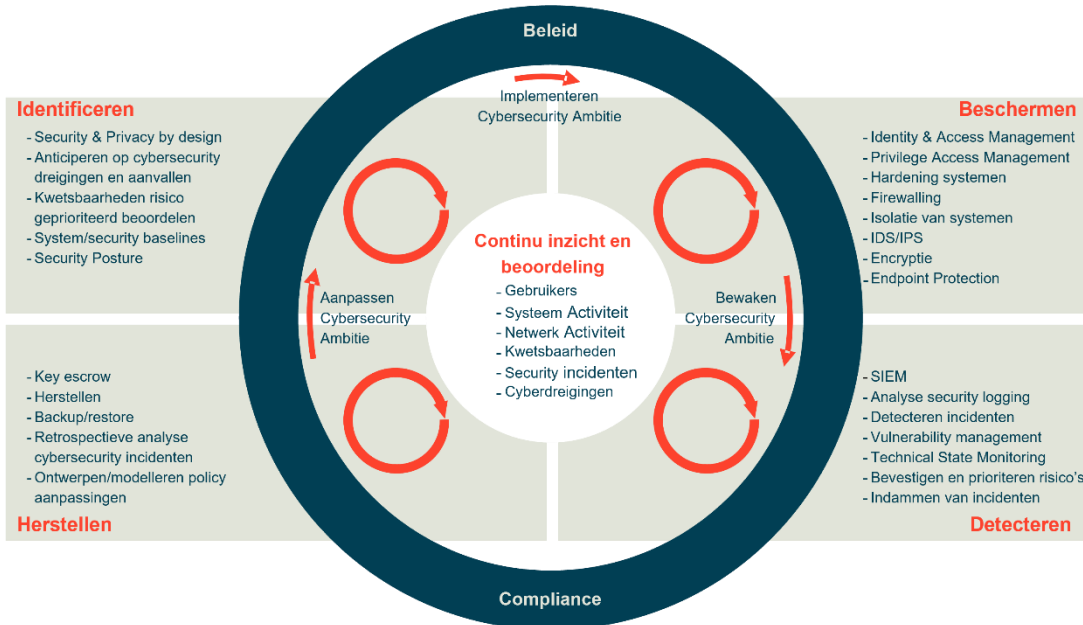 Beleid
Implementeren
Cybersecurity Ambitie
Identificeren
- Security & Privacy by design
- Anticiperen op cybersecurity
dreigingen en aanvallen
- Kwetsbaarheden risico
geprioriteerd beoordelen
- System/security baselines
- Security Posture
Beschermen
- Identity & Access Management
- Privilege Access Management
- Hardening systemen
- Firewalling
- Isolatie van systemen
- IDS/IPS
- Encryptie
- Endpoint Protection
Continu inzicht en
beoordeling
- Gebruikers
- Systeem Activiteit
- Netwerk Activiteit
- Kwetsbaarheden
- Security incidenten
- Cyberdreigingen
Aanpassen
Cybersecurity
Ambitie
Bewaken
Cybersecurity
Ambitie
- Key escrow
- Herstellen
- Backup/restore
- Retrospectieve analyse
cybersecurity incidenten
- Ontwerpen/modelleren policy
aanpassingen
Herstellen
- SIEM
- Analyse security logging
- Detecteren incidenten
- Vulnerability management
- Technical State Monitoring
- Bevestigen en prioriteren risico's
- Indammen van incidenten
Detecteren
Compliance